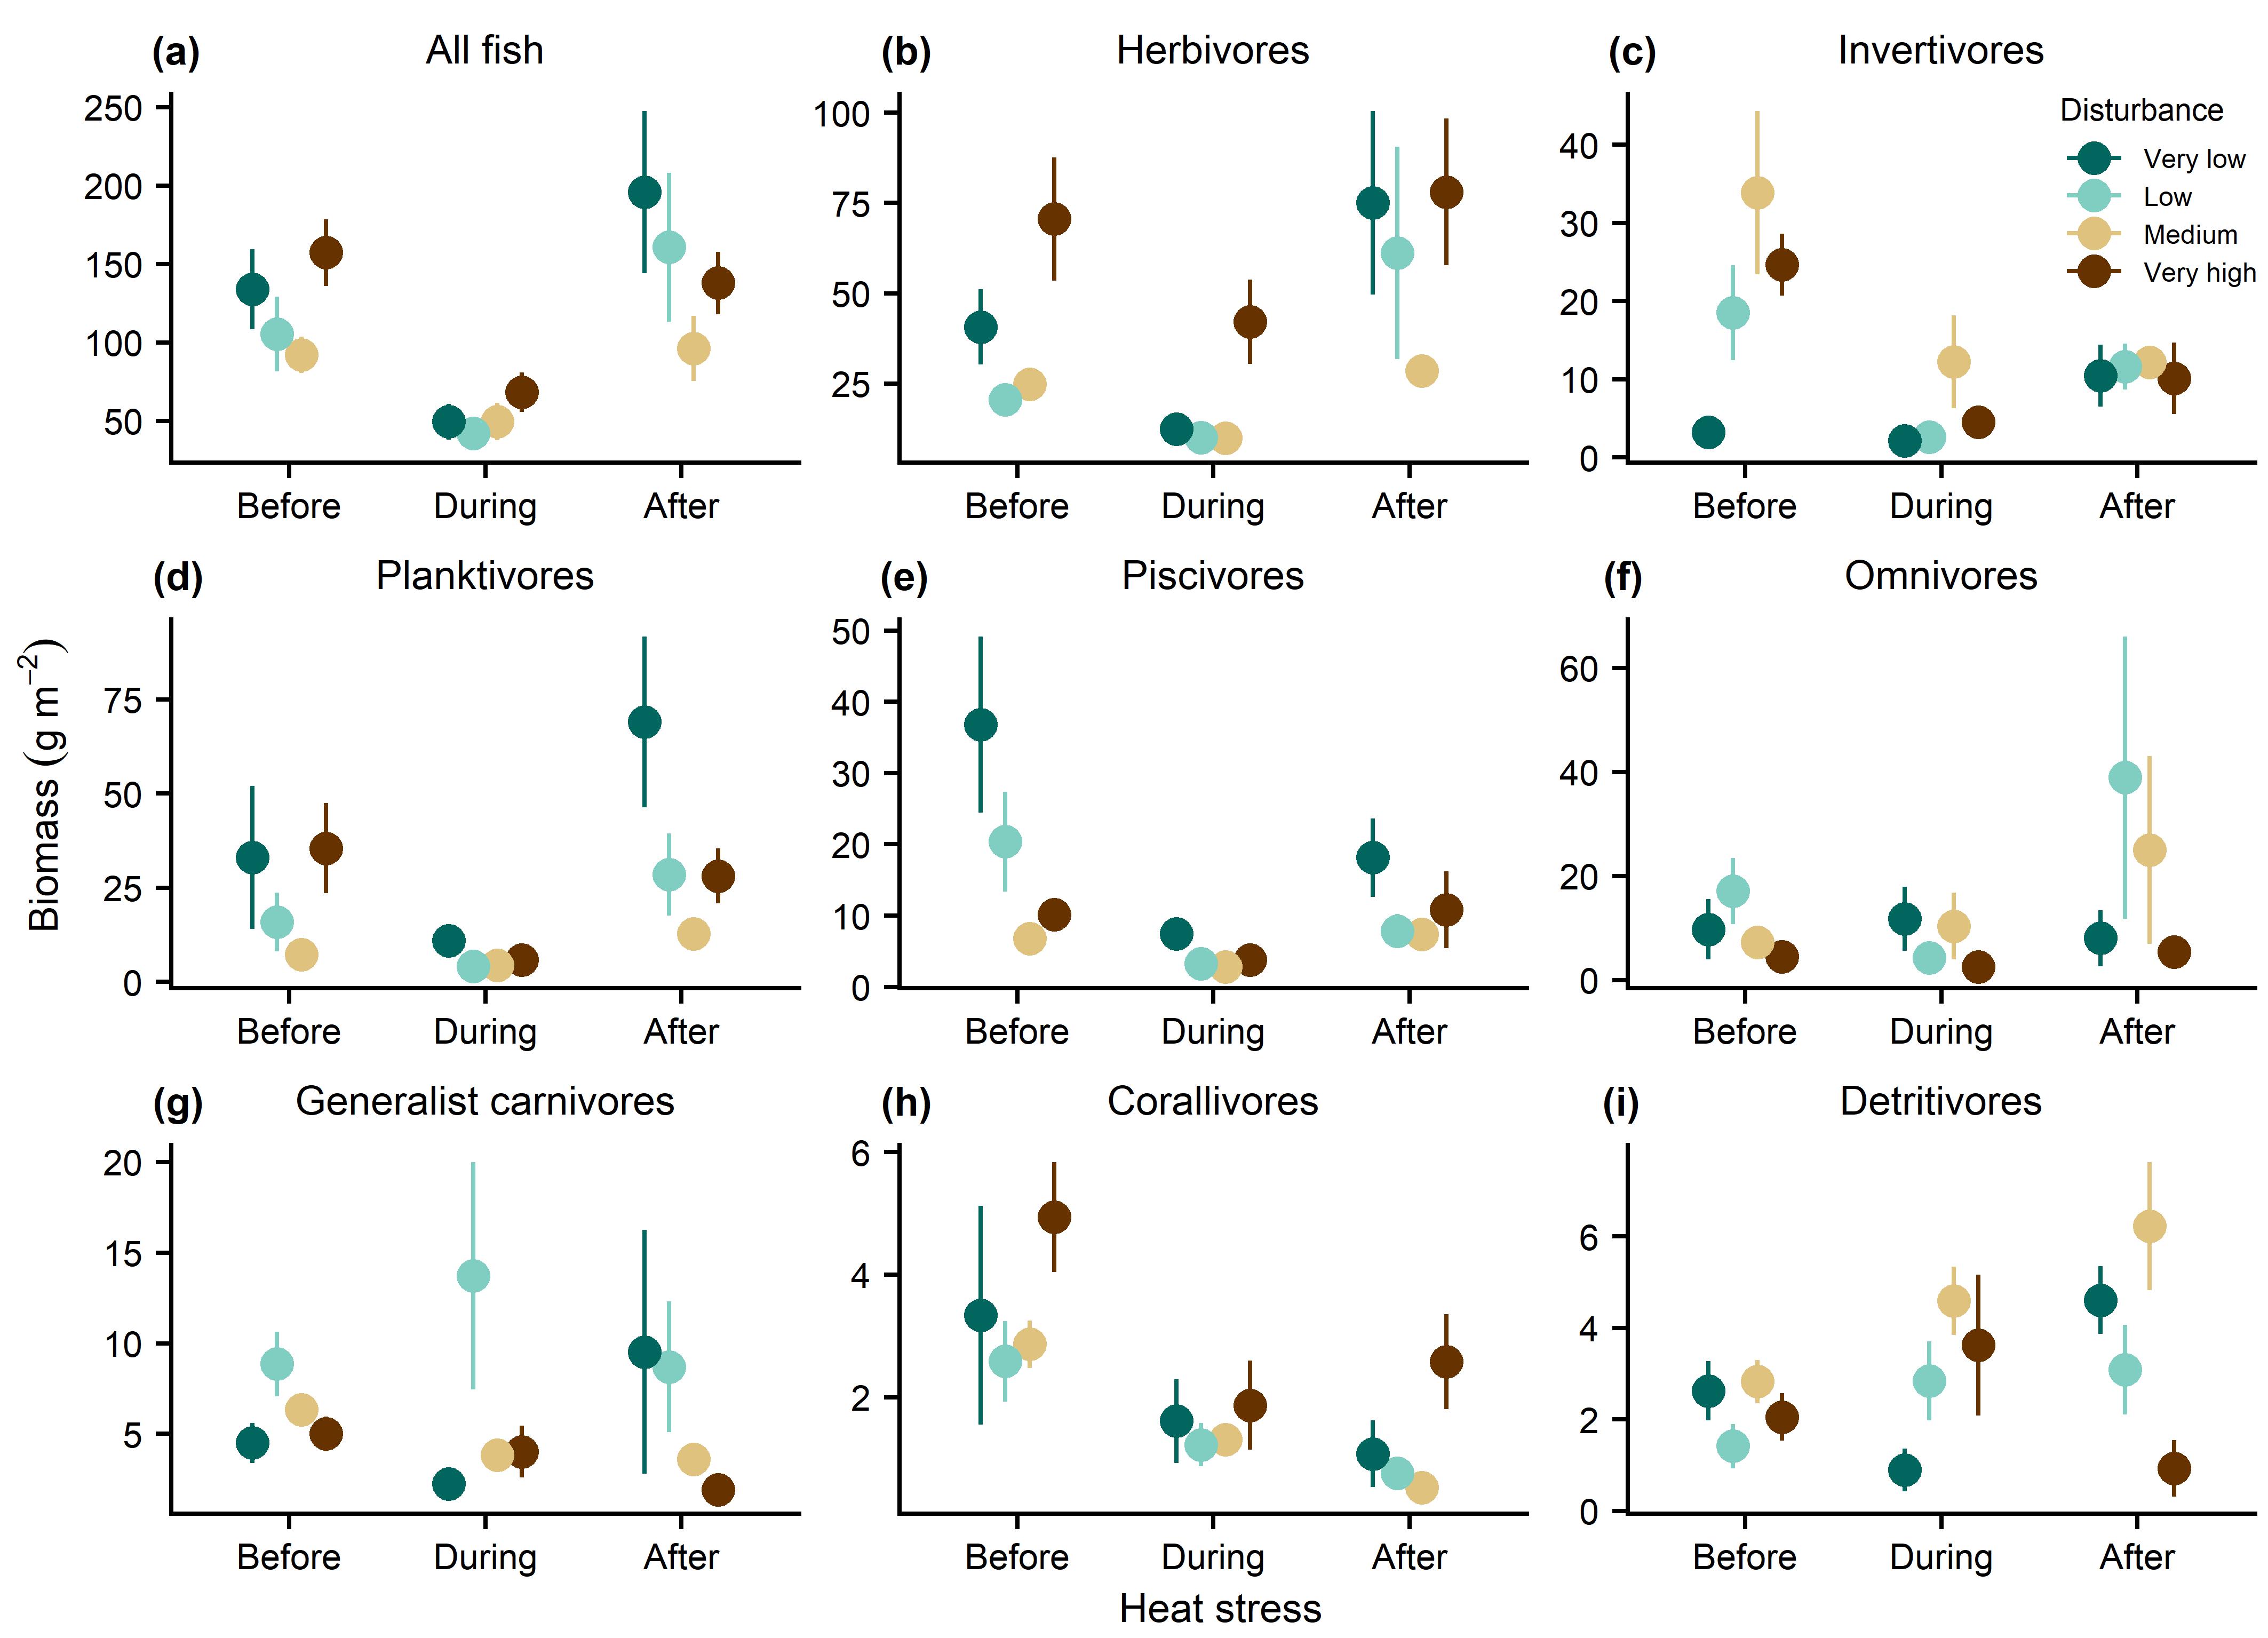 (a) All fish
(b) Herbivores
(c) Invertivores
250
200
150
100
50
Before During After
100
75
50
25
Before During After
40
30
20
10
0
Before During After
Disturbance
Very low
Low
Medium
Very high
Biomass (g m−2)
(d) Planktivores
(e) Piscivores
(f) Omnivores
75
50
25
0
Before During After
50
40
30
20
10
0
Before During After
60
40
20
0
Before During After
(g) Generalist carnivores
(h) Corallivores
(i) Detritivores
20
15
10
5
Before During After
6
4
2
Before During After
6
4
2
0
Before During After
Heat stress